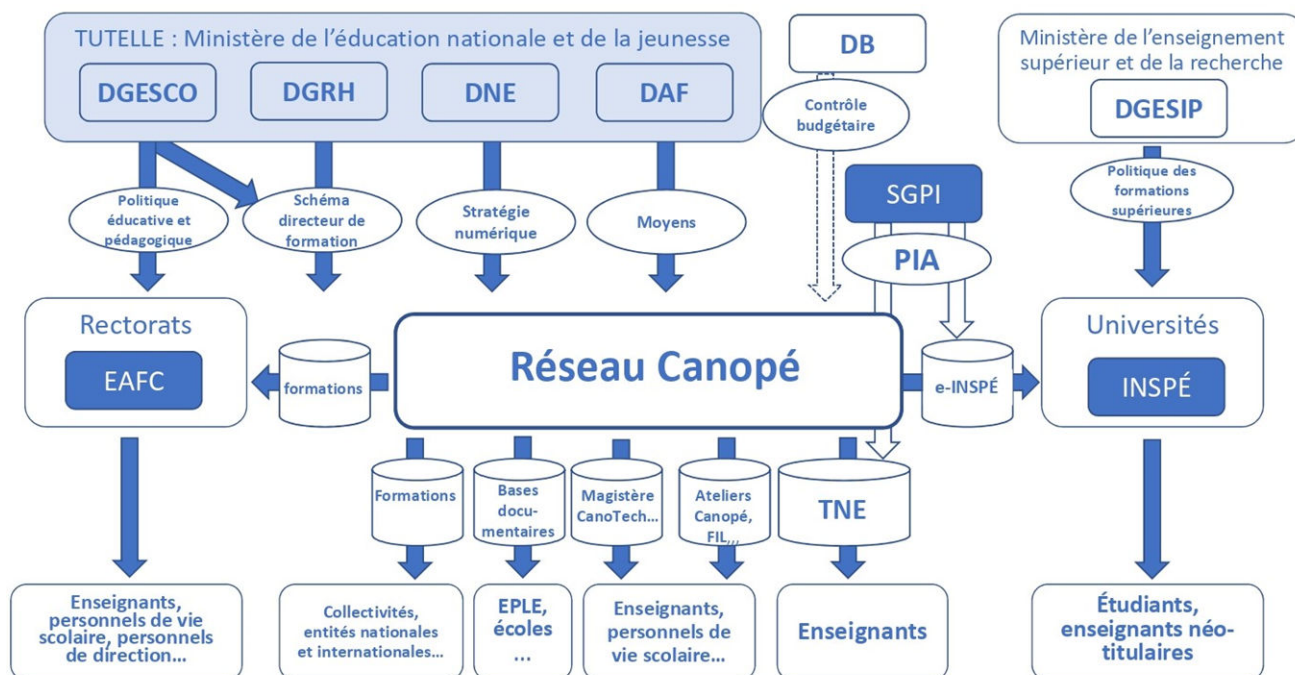 TUTELLE : Ministère de l’éducation nationale et de la jeunesse
DGESCO
DGRH
DNE
DAF
DB
Contrôle
budgétaire
Ministère de l’enseignement
supérieur et de la recherche
DGESIP
Politique
éducative et
pédagogique
Schéma
directeur de
formation
Stratégie
numérique
Moyens
SGPI
PIA
Politique des
formations
supérieures
Rectorats
EAFC
formations
Réseau Canopé
e-INSPÉ
Universités
INSPÉ
Formations
Bases
docu-
mentaires
Magistère
CanoTech…
Ateliers
Canopé,
FIL,,,
TNE
Enseignants,
personnels de vie
scolaire, personnels
de direction…
Collectivités,
entités nationales
et internationales…
EPLE,
écoles
…
Enseignants,
personnels de
vie scolaire…
Enseignants
Étudiants,
enseignants néo-
titulaires